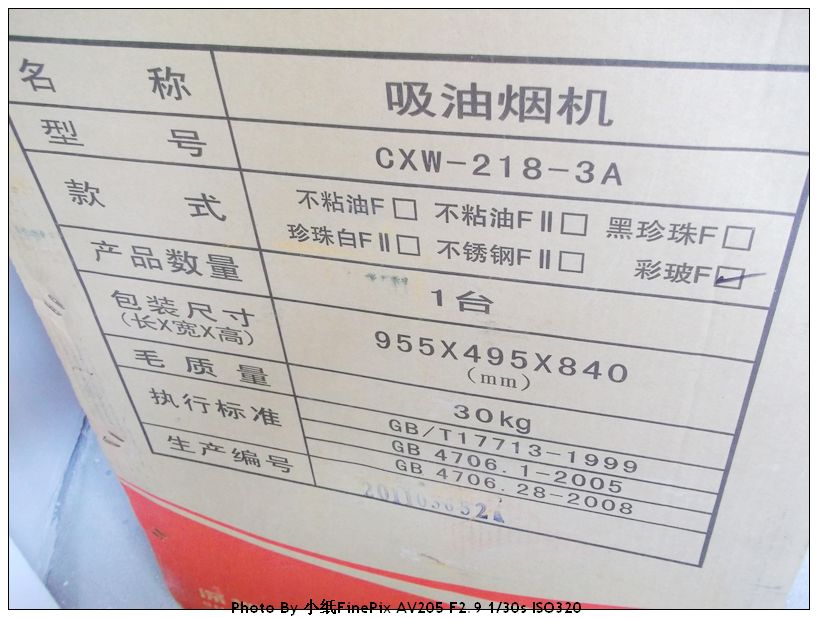 名称 吸油烟机
型号 CXW-218-3A
款式 不粘油F□ 不粘油FⅡ□ 黑珍珠F□
珍珠白FⅡ□ 不锈钢FⅡ□ 彩玻F☑
产品数量 1台
包装尺寸 955X495X840
(长X宽X高) (mm)
毛质量 30kg
执行标准 GB/T17713-1999
GB 4706.1-2005
GB 4706.28-2008
生产编号
Photo By 小纸FinePix AV205 F2.9 1/30s ISO320